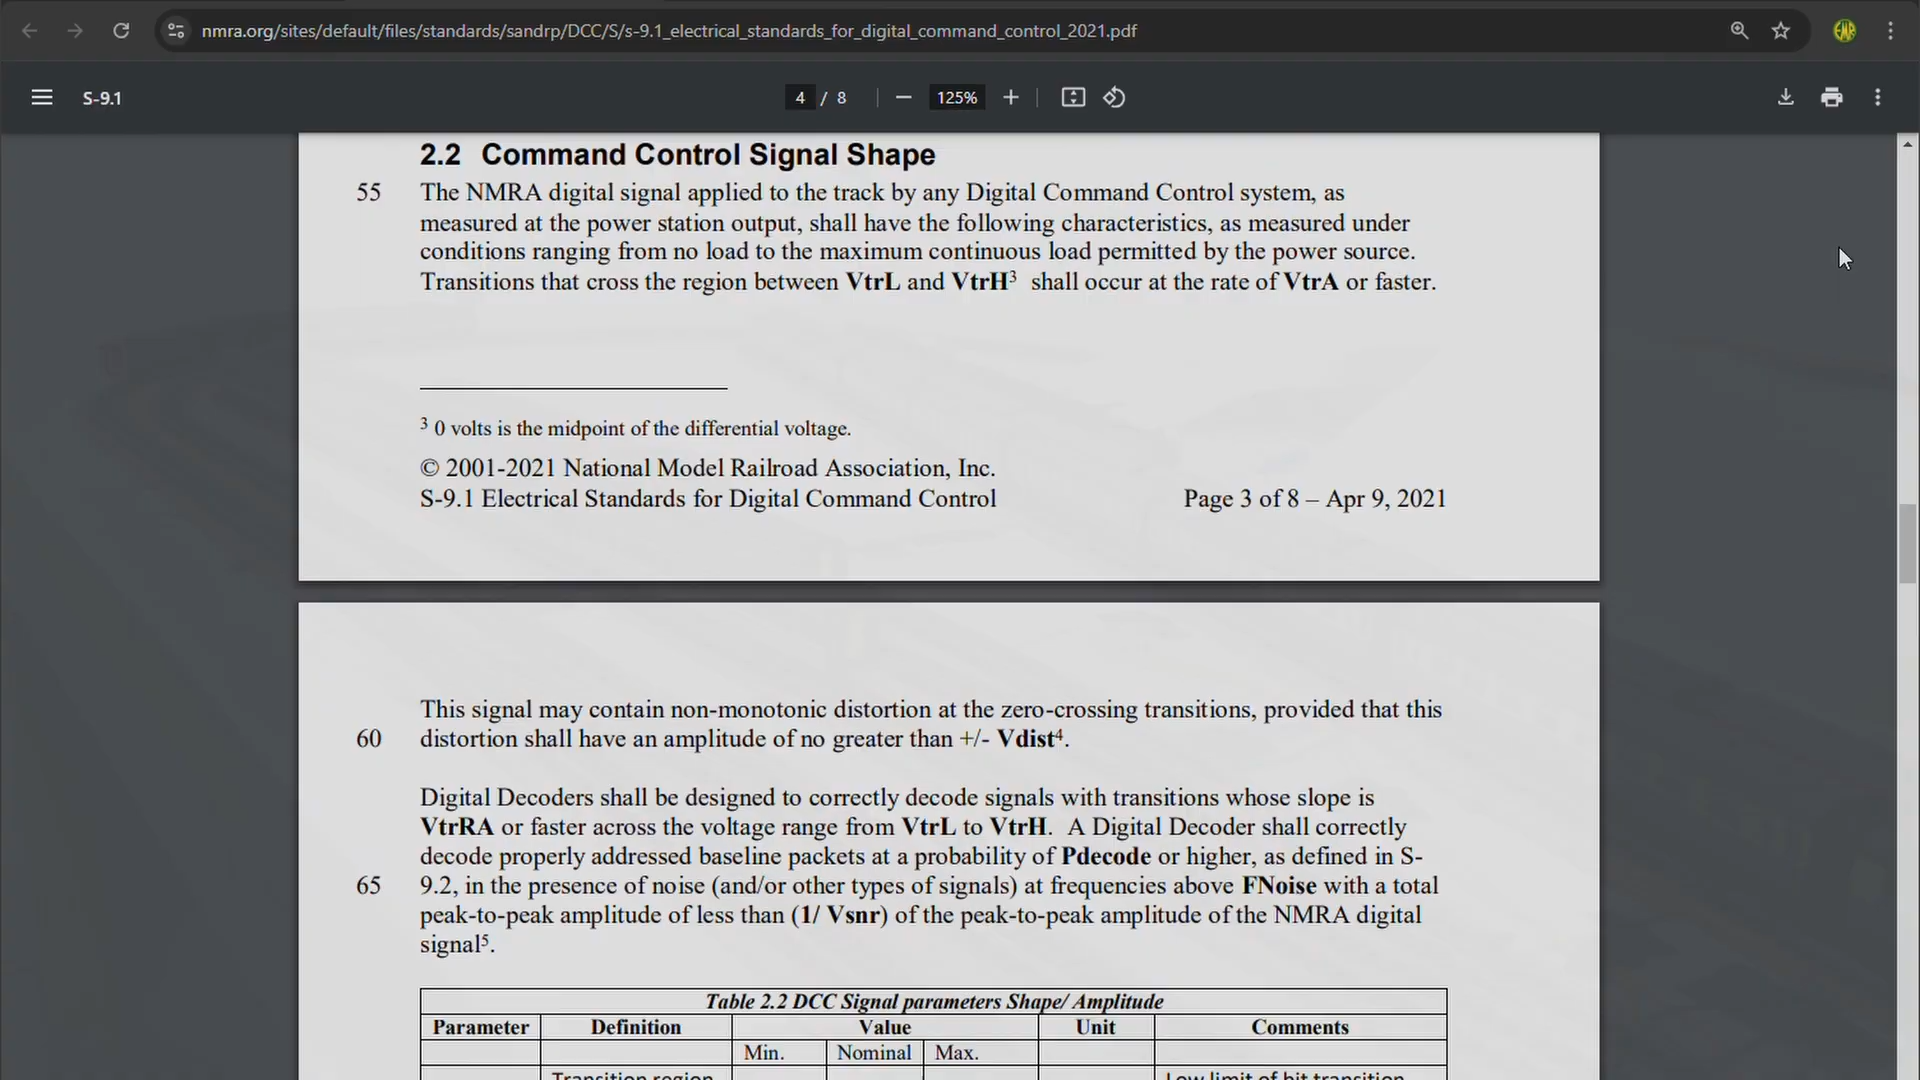 nmra.org/sites/default/files/standards/sandrp/DCC/S/s-9.1_electrical_standards_for_digital_command_control_2021.pdf
EMR
S-9.1
4 / 8
125%
2.2 Command Control Signal Shape
55 The NMRA digital signal applied to the track by any Digital Command Control system, as
measured at the power station output, shall have the following characteristics, as measured under
conditions ranging from no load to the maximum continuous load permitted by the power source.
Transitions that cross the region between VtrL and VtrH³ shall occur at the rate of VtrA or faster.
³ 0 volts is the midpoint of the differential voltage.
© 2001-2021 National Model Railroad Association, Inc.
S-9.1 Electrical Standards for Digital Command Control Page 3 of 8 – Apr 9, 2021
This signal may contain non-monotonic distortion at the zero-crossing transitions, provided that this
60 distortion shall have an amplitude of no greater than +/- Vdist⁴.
Digital Decoders shall be designed to correctly decode signals with transitions whose slope is
VtrRA or faster across the voltage range from VtrL to VtrH. A Digital Decoder shall correctly
decode properly addressed baseline packets at a probability of Pdecode or higher, as defined in S-
65 9.2, in the presence of noise (and/or other types of signals) at frequencies above FNoise with a total
peak-to-peak amplitude of less than (1/ Vsnr) of the peak-to-peak amplitude of the NMRA digital
signal⁵.
Table 2.2 DCC Signal parameters Shape/ Amplitude
Parameter Definition Value Unit Comments
Min. Nominal Max.
Transition region Low limit of bit transition